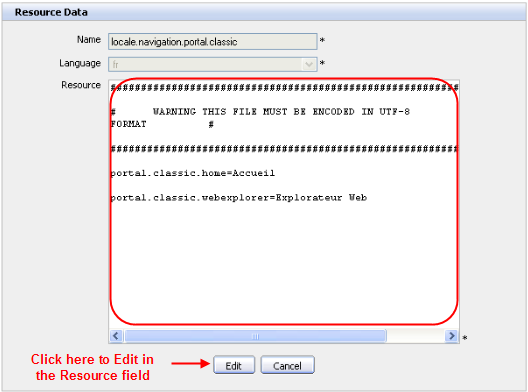 Resource Data
Name locale.navigation.portal.classic *
Language fr *
Resource ##########################################################
# WARNING THIS FILE MUST BE ENCODED IN UTF-8
FORMAT #
##########################################################
portal.classic.home=Accueil
portal.classic.webexplorer=Explorateur Web
*
Click here to Edit in
the Resource field
Edit Cancel